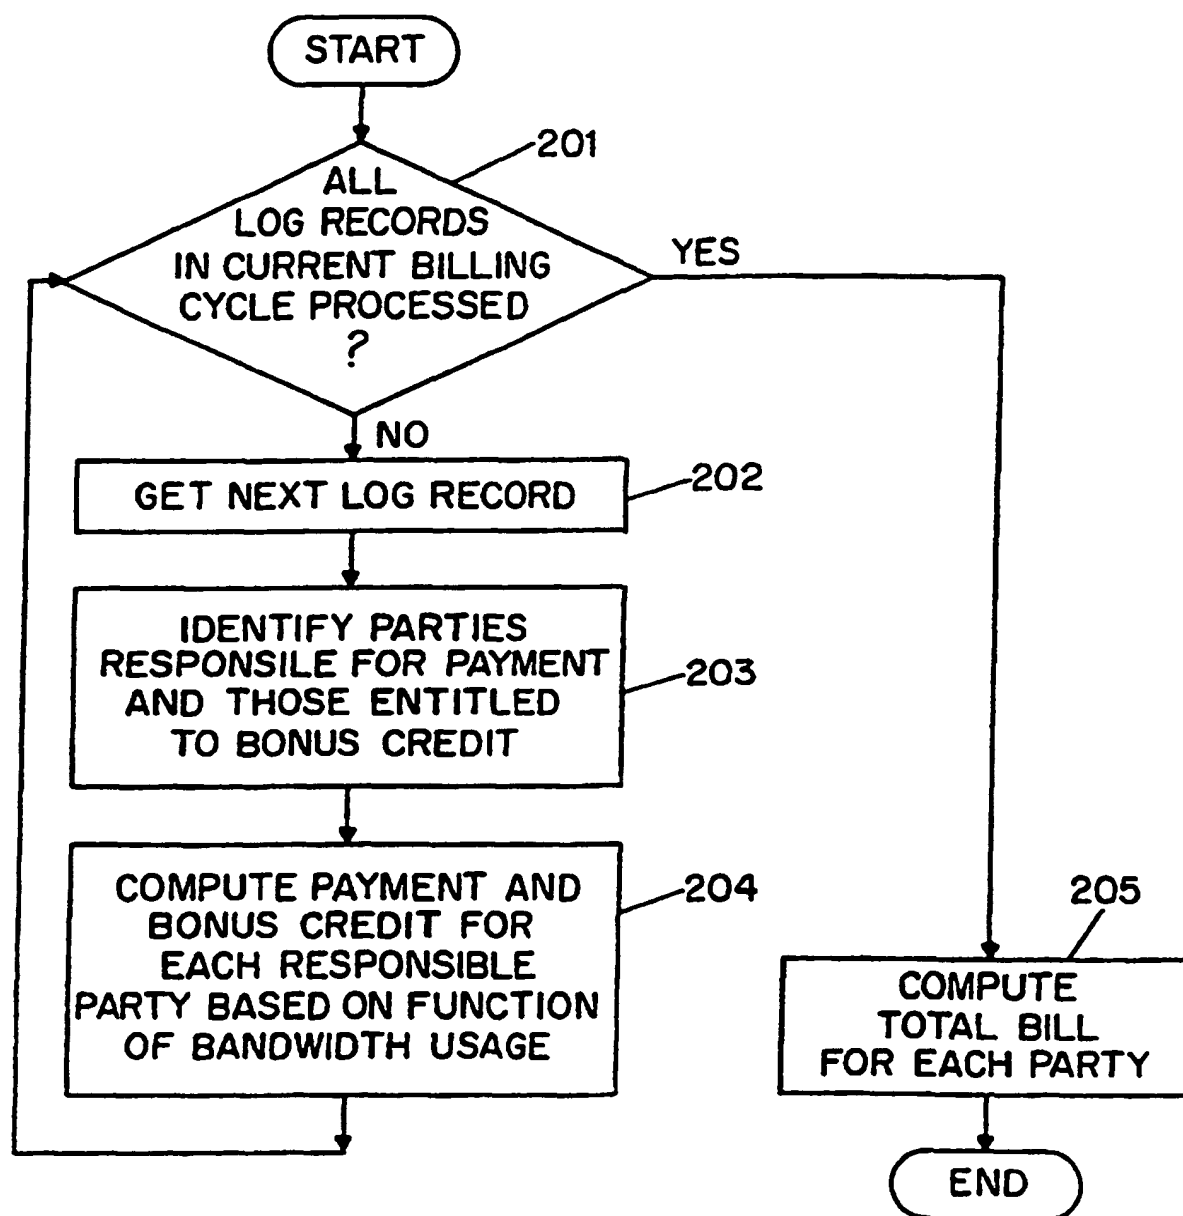 START
201
ALL
LOG RECORDS
IN CURRENT BILLING
CYCLE PROCESSED
?
YES
NO
GET NEXT LOG RECORD
202
IDENTIFY PARTIES
RESPONSILE FOR PAYMENT
AND THOSE ENTITLED
TO BONUS CREDIT
203
COMPUTE PAYMENT AND
BONUS CREDIT FOR
EACH RESPONSIBLE
PARTY BASED ON FUNCTION
OF BANDWIDTH USAGE
204
205
COMPUTE
TOTAL BILL
FOR EACH PARTY
END